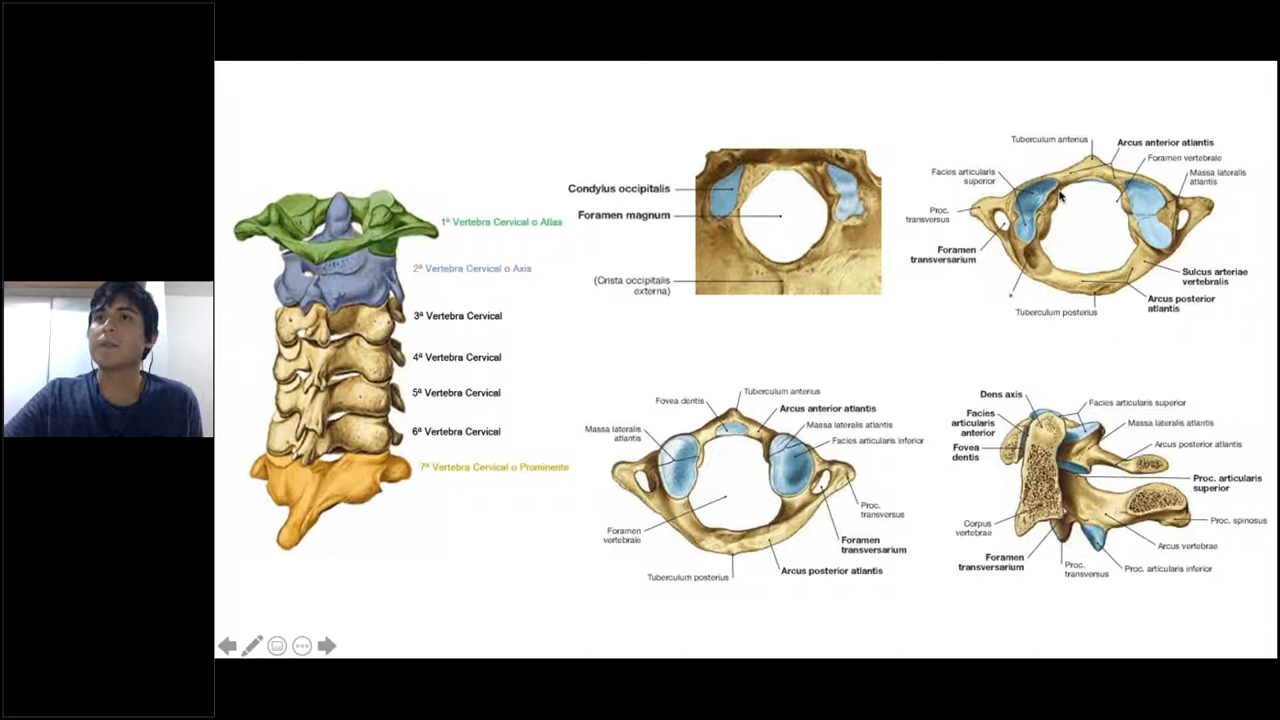 1ª Vertebra Cervical o Atlas
2ª Vertebra Cervical o Axis
3ª Vertebra Cervical
4ª Vertebra Cervical
5ª Vertebra Cervical
6ª Vertebra Cervical
7ª Vertebra Cervical o Prominente
Condylus occipitalis
Foramen magnum
(Crista occipitalis
externa)
Tuberculum anterius
Arcus anterior atlantis
Foramen vertebrale
Facies articularis
superior
Massa lateralis
atlantis
Proc.
transversus
Foramen
transversarium
Sulcus arteriae
vertebralis
*
Arcus posterior
atlantis
Tuberculum posterius
Fovea dentis
Tuberculum anterius
Arcus anterior atlantis
Massa lateralis
atlantis
Massa lateralis atlantis
Facies articularis inferior
Proc.
transversus
Foramen
vertebrale
Foramen
transversarium
Arcus posterior atlantis
Tuberculum posterius
Dens axis
Facies articularis superior
Facies
articularis
anterior
Massa lateralis atlantis
Arcus posterior atlantis
Fovea
dentis
Proc. articularis
superior
Corpus
vertebrae
Proc. spinosus
Arcus vertebrae
Foramen
transversarium
Proc.
transversus
Proc. articularis inferior